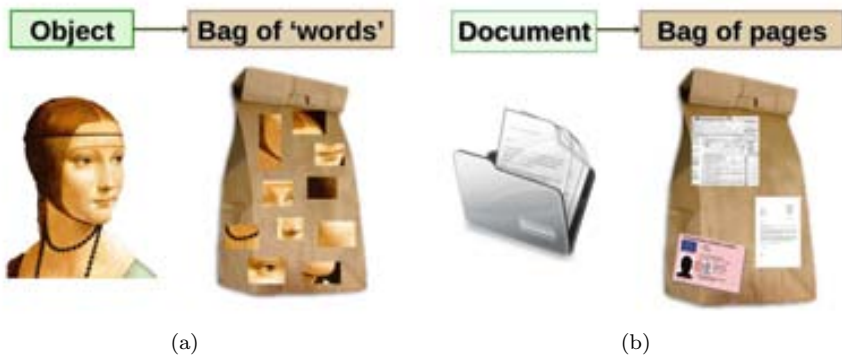 Object
Bag of ‘words’
Document
Bag of pages
(a)
(b)